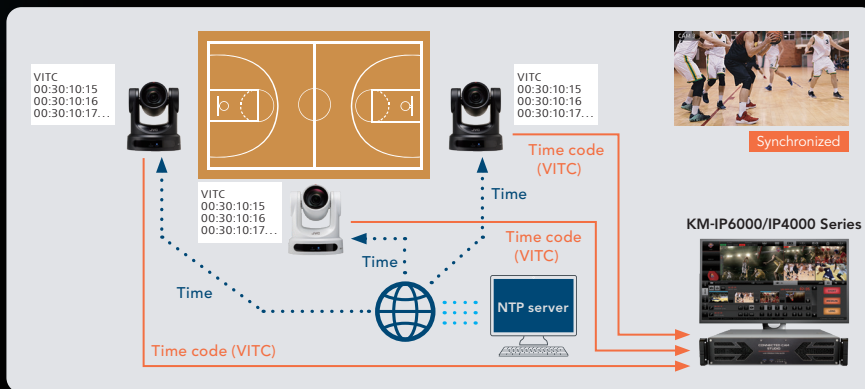 VITC
00:30:10:15
00:30:10:16
00:30:10:17...
VITC
00:30:10:15
00:30:10:16
00:30:10:17...
VITC
00:30:10:15
00:30:10:16
00:30:10:17...
Synchronized
Time code
(VITC)
Time
Time code
(VITC)
Time
Time
NTP server
Time code (VITC)
KM-IP6000/IP4000 Series